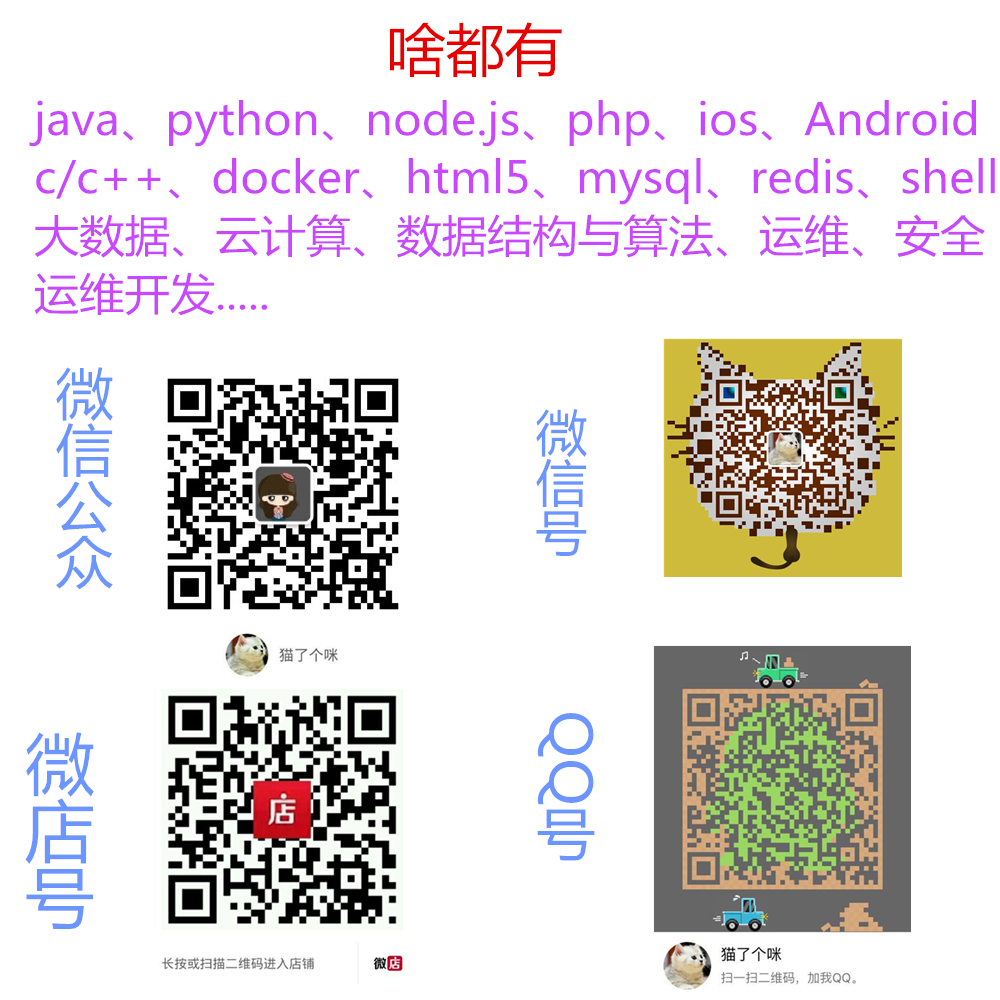 啥都有
java、python、node.js、php、ios、Android
c/c++、docker、html5、mysql、redis、shell
大数据、云计算、数据结构与算法、运维、安全
运维开发.....
微信公众
微信号
猫了个咪
微店号
店
长按或扫描二维码进入店铺
微店
QQ号
猫了个咪
扫一扫二维码，加我QQ。